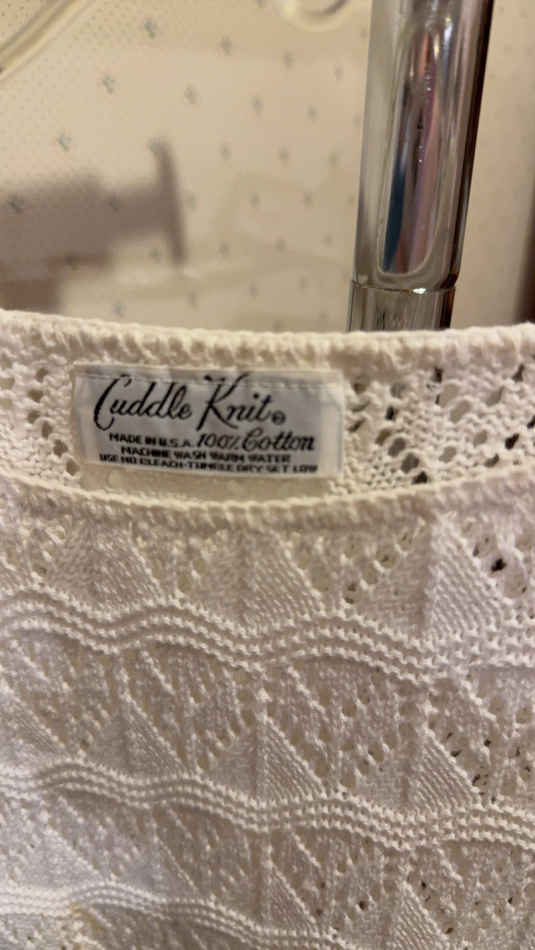 Cuddle Knit®
MADE IN U.S.A. 100% Cotton
MACHINE WASH WARM WATER
USE NO BLEACH-TUMBLE DRY SET LOW